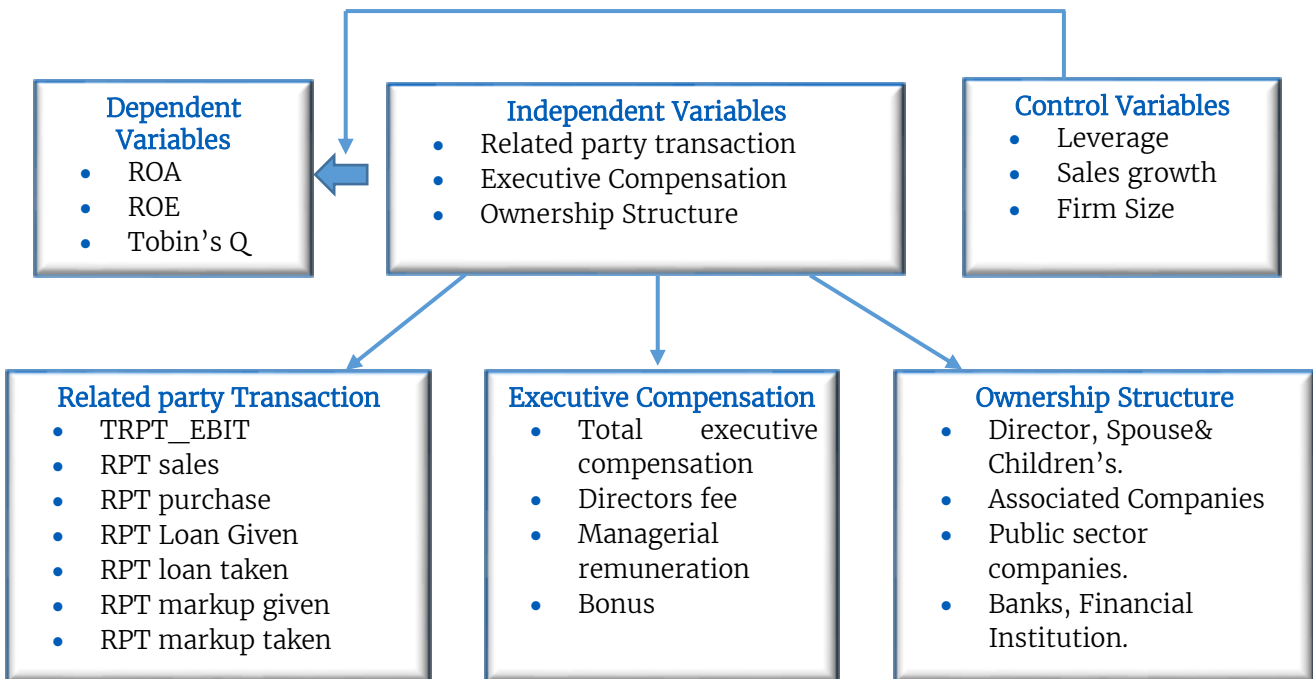 Dependent
Variables
• ROA
• ROE
• Tobin's Q
Independent Variables
• Related party transaction
• Executive Compensation
• Ownership Structure
Control Variables
• Leverage
• Sales growth
• Firm Size
Related party Transaction
• TRPT_EBIT
• RPT sales
• RPT purchase
• RPT Loan Given
• RPT loan taken
• RPT markup given
• RPT markup taken
Executive Compensation
• Total executive
compensation
• Directors fee
• Managerial
remuneration
• Bonus
Ownership Structure
• Director, Spouse&
Children's.
• Associated Companies
• Public sector
companies.
• Banks, Financial
Institution.